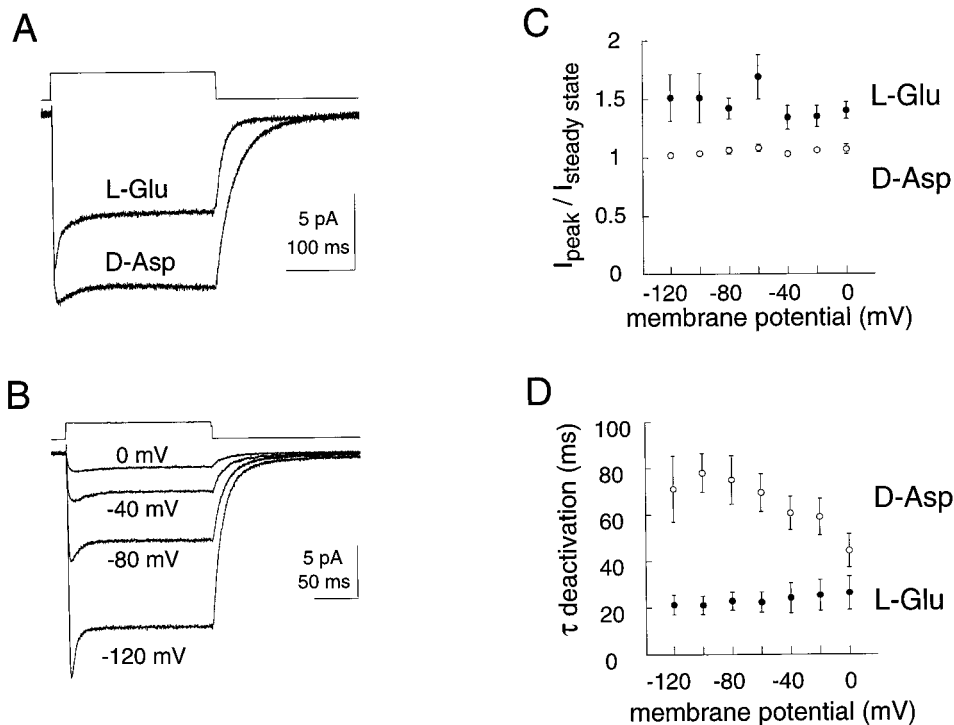 A
L-Glu
D-Asp
5 pA
100 ms
B
0 mV
-40 mV
-80 mV
-120 mV
5 pA
50 ms
C
2
1.5
1
0.5
0
I peak / I steady state
-120 -80 -40 0
membrane potential (mV)
L-Glu
D-Asp
D
100
80
60
40
20
0
τ deactivation (ms)
-120 -80 -40 0
membrane potential (mV)
D-Asp
L-Glu